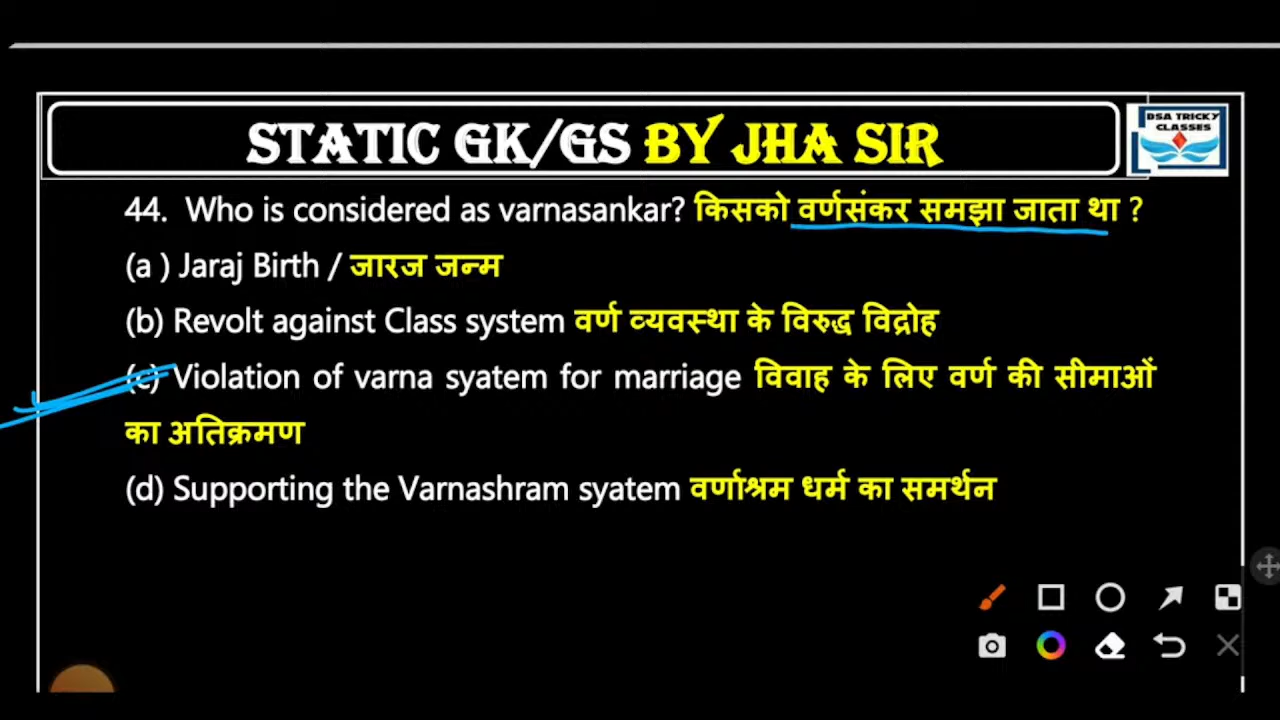 STATIC GK/GS BY JHA SIR
DSA TRICKY
CLASSES
44. Who is considered as varnasankar? किसको वर्णसंकर समझा जाता था ?
(a ) Jaraj Birth / जारज जन्म
(b) Revolt against Class system वर्ण व्यवस्था के विरुद्ध विद्रोह
(c) Violation of varna syatem for marriage विवाह के लिए वर्ण की सीमाओं
का अतिक्रमण
(d) Supporting the Varnashram syatem वर्णाश्रम धर्म का समर्थन